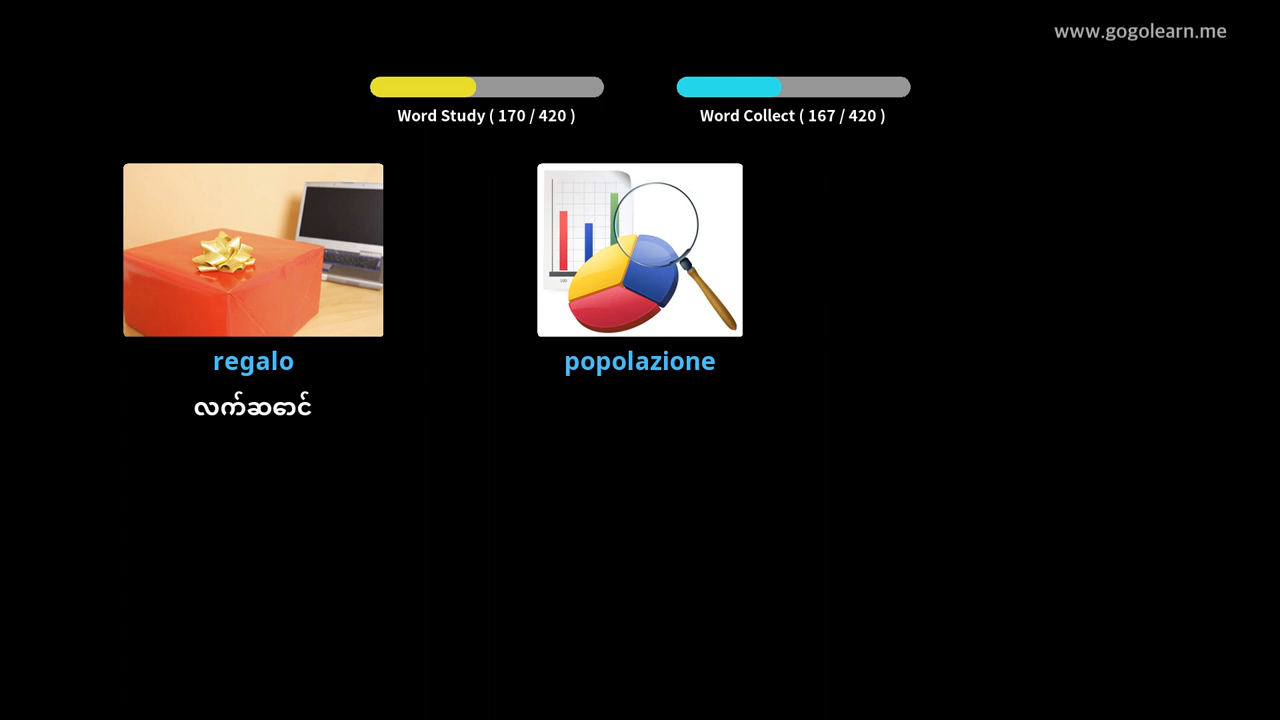 www.gogolearn.me
Word Study ( 170 / 420 )
Word Collect ( 167 / 420 )
regalo
popolazione
လက်ဆောင်